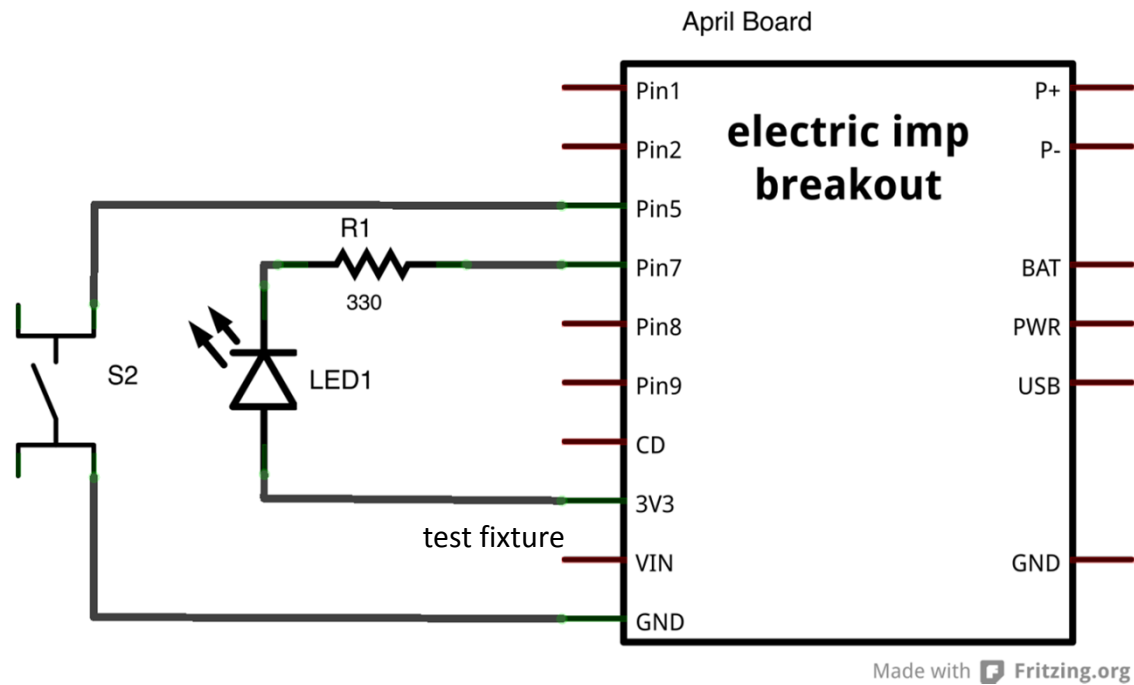 April Board
electric imp
breakout
Pin1
Pin2
Pin5
Pin7
Pin8
Pin9
CD
3V3
VIN
GND
P+
P-
BAT
PWR
USB
GND
R1
330
S2
LED1
test fixture
Made with Fritzing.org